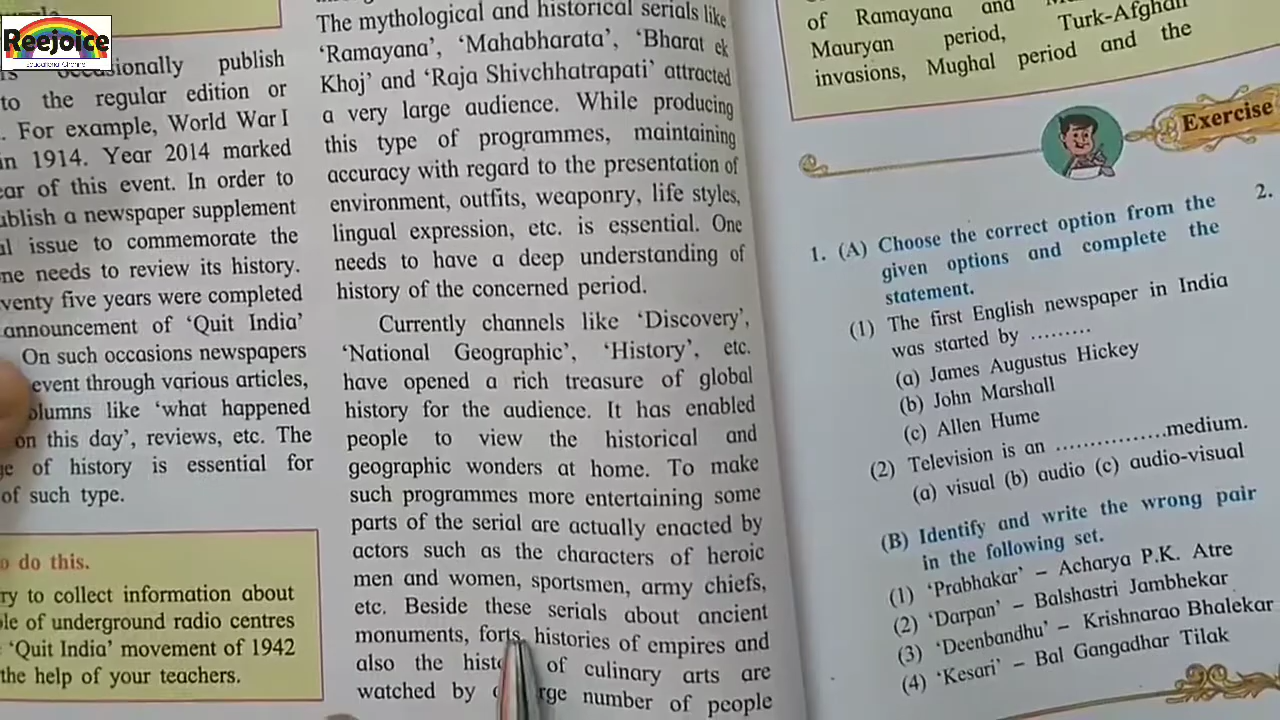 Reejoice
Educational Channel
occasionally publish
to the regular edition or
. For example, World War I
in 1914. Year 2014 marked
ear of this event. In order to
ublish a newspaper supplement
al issue to commemorate the
ne needs to review its history.
venty five years were completed
announcement of 'Quit India'
On such occasions newspapers
event through various articles,
olumns like 'what happened
on this day', reviews, etc. The
ge of history is essential for
of such type.
o do this.
ry to collect information about
ole of underground radio centres
'Quit India' movement of 1942
the help of your teachers.
The mythological and historical serials like
'Ramayana', 'Mahabharata', 'Bharat ek
Khoj' and 'Raja Shivchhatrapati' attracted
a very large audience. While producing
this type of programmes, maintaining
accuracy with regard to the presentation of
environment, outfits, weaponry, life styles,
lingual expression, etc. is essential. One
needs to have a deep understanding of
history of the concerned period.
Currently channels like 'Discovery',
'National Geographic', 'History', etc.
have opened a rich treasure of global
history for the audience. It has enabled
people to view the historical and
geographic wonders at home. To make
such programmes more entertaining some
parts of the serial are actually enacted by
actors such as the characters of heroic
men and women, sportsmen, army chiefs,
etc. Beside these serials about ancient
monuments, forts, histories of empires and
also the histo of culinary arts are
watched by rge number of people
of Ramayana and
Mauryan period, Turk-Afghan
invasions, Mughal period and the
Exercise
1. (A) Choose the correct option from the
given options and complete the
statement.
(1) The first English newspaper in India
was started by .........
(a) James Augustus Hickey
(b) John Marshall
(c) Allen Hume
(2) Television is an ................medium.
(a) visual (b) audio (c) audio-visual
(B) Identify and write the wrong pair
in the following set.
(1) 'Prabhakar' – Acharya P.K. Atre
(2) 'Darpan' – Balshastri Jambhekar
(3) 'Deenbandhu' – Krishnarao Bhalekar
(4) 'Kesari' – Bal Gangadhar Tilak
2.